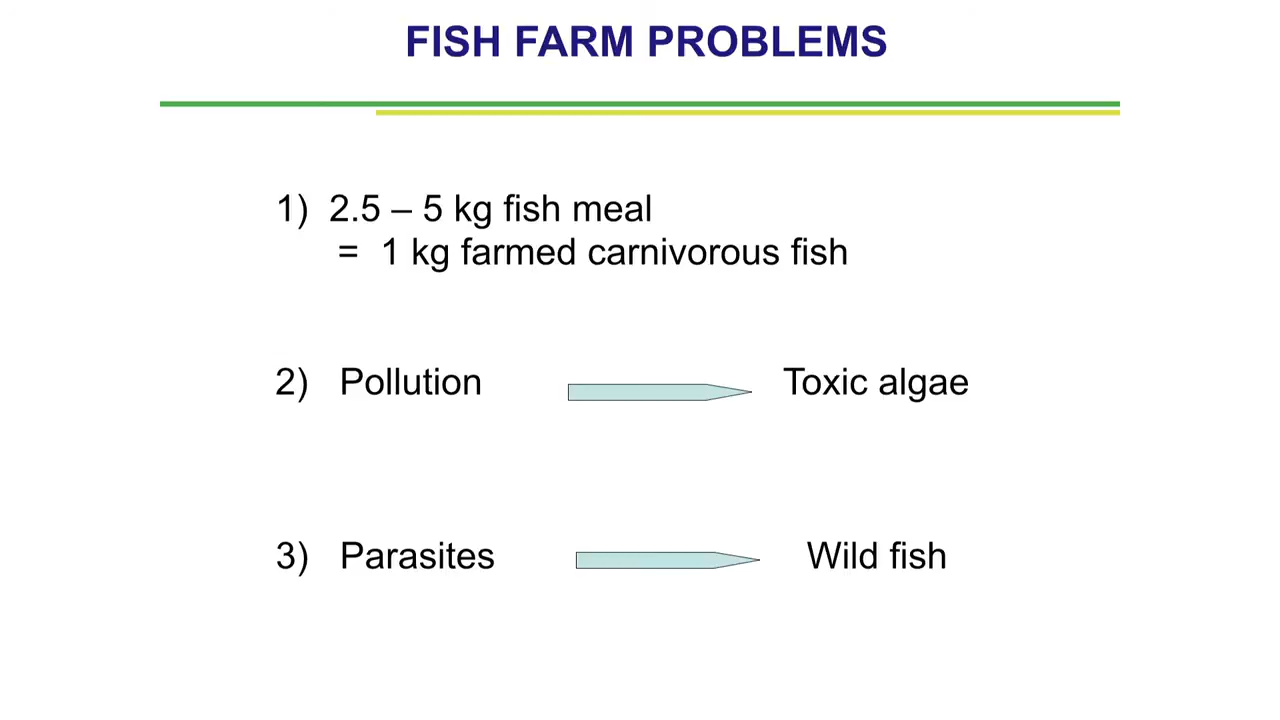 FISH FARM PROBLEMS
1) 2.5 – 5 kg fish meal
= 1 kg farmed carnivorous fish
2) Pollution Toxic algae
3) Parasites Wild fish